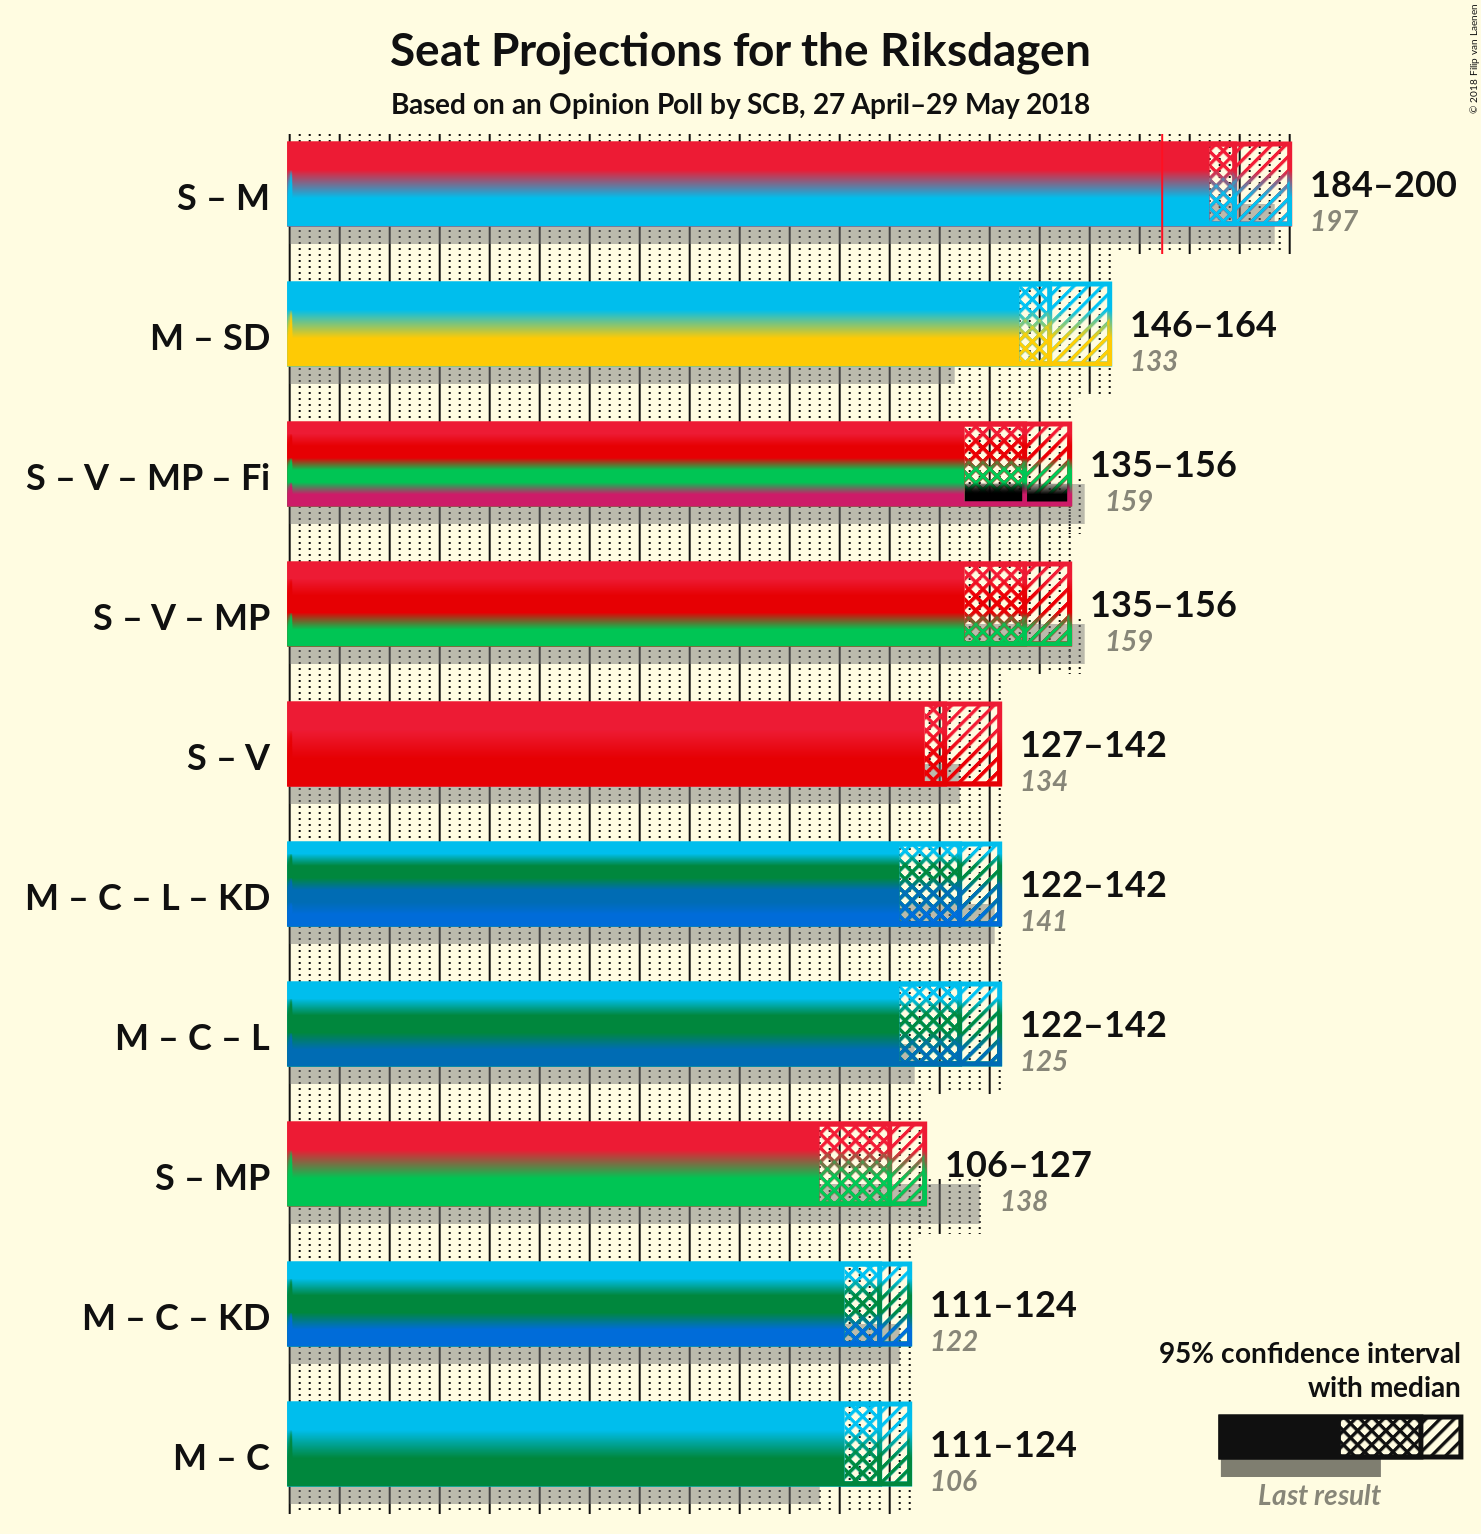 Seat Projections for the Riksdagen
Based on an Opinion Poll by SCB, 27 April–29 May 2018
© 2018 Filip van Laenen
S – M
184–200
197
M – SD
146–164
133
S – V – MP – Fi
135–156
159
S – V – MP
135–156
159
S – V
127–142
134
M – C – L – KD
122–142
141
M – C – L
122–142
125
S – MP
106–127
138
M – C – KD
111–124
122
M – C
111–124
106
95% confidence interval
with median
Last result